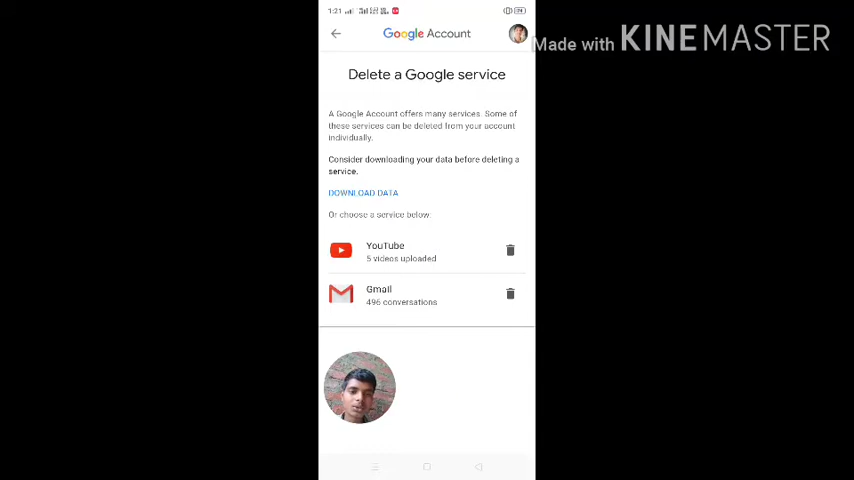 1:21
Google Account
Made with KINEMASTER
Delete a Google service
A Google Account offers many services. Some of
these services can be deleted from your account
individually.
Consider downloading your data before deleting a
service.
DOWNLOAD DATA
Or choose a service below:
YouTube
5 videos uploaded
Gmail
496 conversations